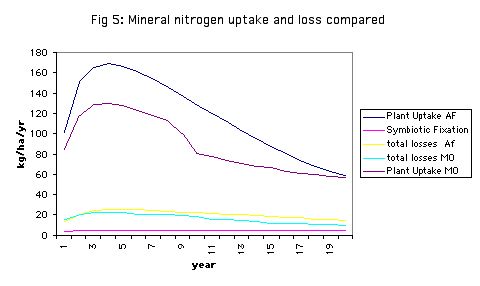 Fig 5: Mineral nitrogen uptake and loss compared
180
160
140
120
100
80
60
40
20
0
kg/ha/yr
1
3
5
7
9
11
13
15
17
19
year
Plant Uptake AF
Symbiotic Fixation
total losses Af
total losses MO
Plant Uptake MO